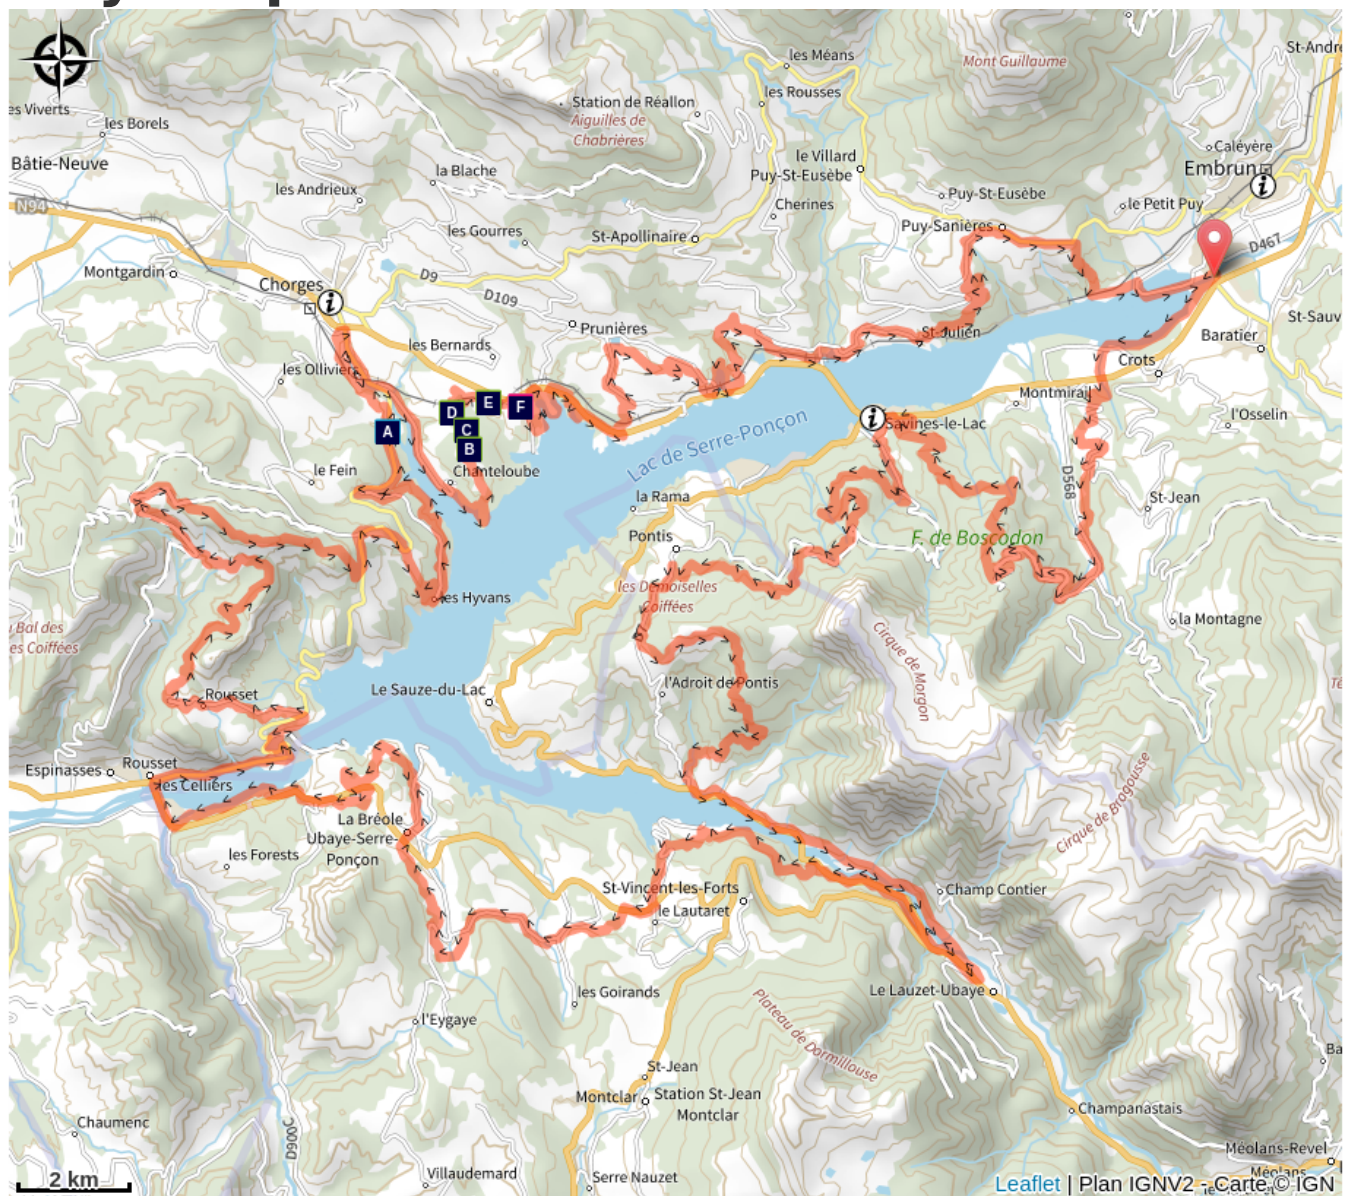 St-André
les Méans
Mont Guillaume
les Rousses
es Viverts
les Borels
Station de Réallon
Aiguilles de
Chabrières
Bâtie-Neuve
le Villard
Puy-St-Eusèbe
Caléyère
Embrun
la Blache
les Andrieux
Puy-St-Eusèbe
le Petit Puy
N94
Cherines
les Gourres
St-Apollinaire
Puy-Sanières
D467
Montgardin
D9
Chorges
D109
Prunières
St-Julien
St-Sauv
Baratier
les Bernards
Crots
les Olliviers
Montmirail
D
E
F
A
C
B
l'Osselin
Lac de Serre-Ponçon
Savines-le-Lac
le Fein
Chanteloube
D568
la Rama
St-Jean
Pontis
F. de Boscodon
les Demoiselles
Coiffées
les Hyvans
u Bal des
es Coiffées
la Montagne
Cirque de Morgon
Rousset
Le Sauze-du-Lac
l'Adroit de Pontis
Té
Espinasses
Rousset
les Celliers
Cirque de Bragousse
La Bréole
Ubaye-Serre-
Ponçon
les Forests
St-Vincent-les-Forts
le Lautaret
Champ Contier
Le Lauzet-Ubaye
les Goirands
Plateau de Dormillouse
l'Eygaye
St-Jean
Montclar
Station St-Jean
Montclar
Ba
Champanastais
Chaumenc
D900C
Méolans-Revel
Méolans
Villaudemard
Serre Nauzet
2 km
Leaflet | Plan IGNV2 - Carte © IGN